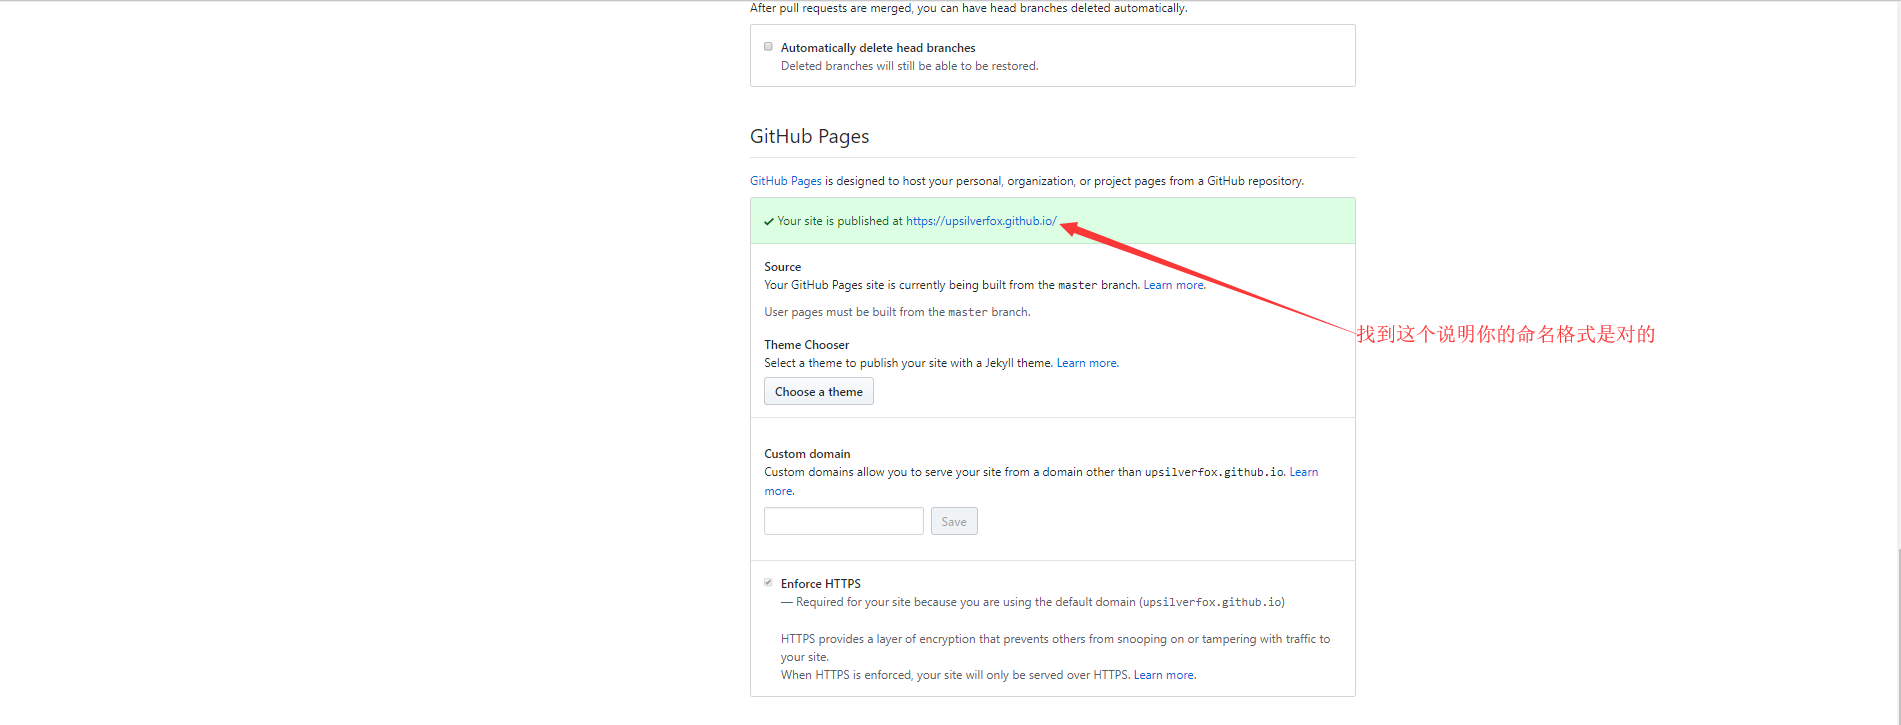 After pull requests are merged, you can have head branches deleted automatically.
Automatically delete head branches
Deleted branches will still be able to be restored.
GitHub Pages
GitHub Pages is designed to host your personal, organization, or project pages from a GitHub repository.
Your site is published at https://upsilverfox.github.io/
Source
Your GitHub Pages site is currently being built from the master branch. Learn more.
User pages must be built from the master branch.
找到这个说明你的命名格式是对的
Theme Chooser
Select a theme to publish your site with a Jekyll theme. Learn more.
Choose a theme
Custom domain
Custom domains allow you to serve your site from a domain other than upsilverfox.github.io. Learn
more.
Save
Enforce HTTPS
— Required for your site because you are using the default domain (upsilverfox.github.io)
HTTPS provides a layer of encryption that prevents others from snooping on or tampering with traffic to
your site.
When HTTPS is enforced, your site will only be served over HTTPS. Learn more.